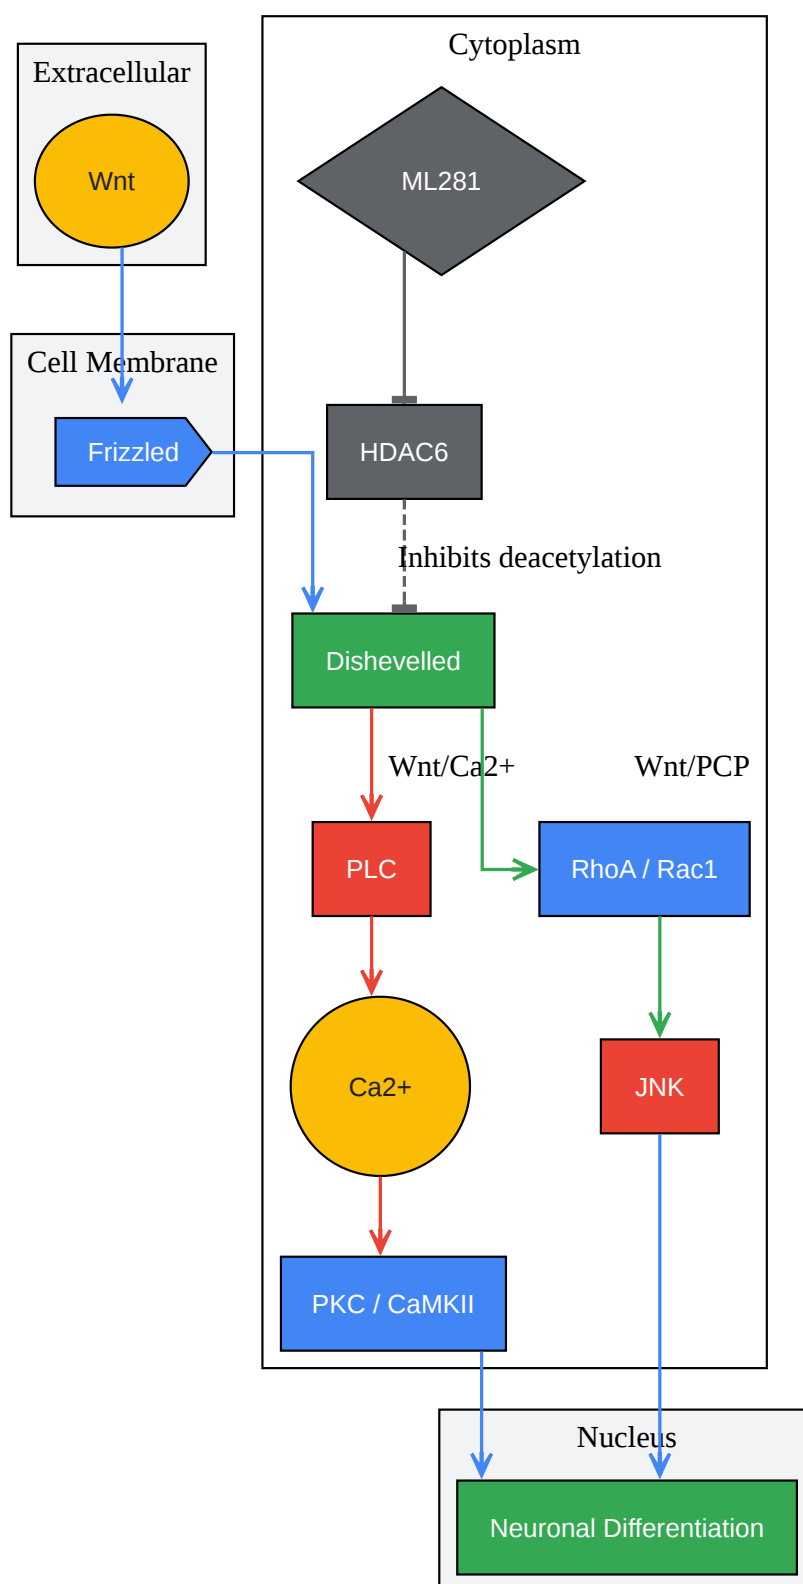 Cytoplasm
Extracellular
Wnt
ML281
Cell Membrane
Frizzled
HDAC6
Inhibits deacetylation
Dishevelled
Wnt/Ca2+
Wnt/PCP
PLC
RhoA / Rac1
Ca2+
JNK
PKC / CaMKII
Nucleus
Neuronal Differentiation